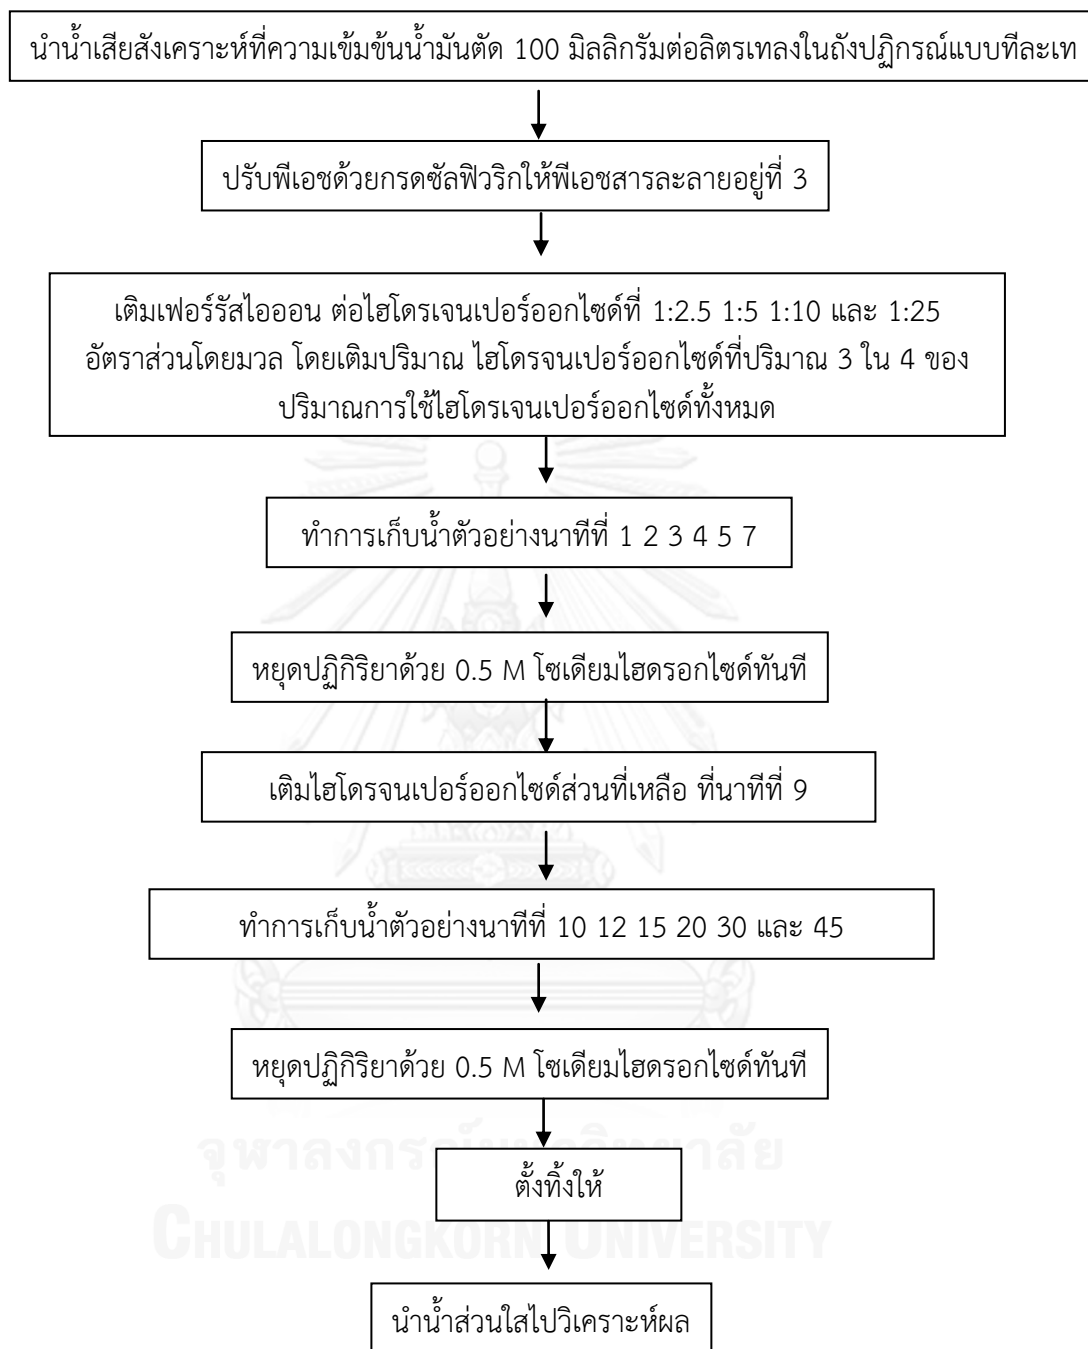 นำน้ำเสียสังเคราะห์ที่ความเข้มข้นน้ำมันตัด 100 มิลลิกรัมต่อลิตรเทลงในถังปฏิกรณ์แบบทีละเท
ปรับพีเอชด้วยกรดซัลฟิวริกให้พีเอชสารละลายอยู่ที่ 3
เติมเฟอร์รัสไอออน ต่อไฮโดรเจนเปอร์ออกไซด์ที่ 1:2.5 1:5 1:10 และ 1:25
อัตราส่วนโดยมวล โดยเติมปริมาณ ไฮโดรจนเปอร์ออกไซด์ที่ปริมาณ 3 ใน 4 ของ
ปริมาณการใช้ไฮโดรเจนเปอร์ออกไซด์ทั้งหมด
ทำการเก็บน้ำตัวอย่างนาทีที่ 1 2 3 4 5 7
หยุดปฏิกิริยาด้วย 0.5 M โซเดียมไฮดรอกไซด์ทันที
เติมไฮโดรจนเปอร์ออกไซด์ส่วนที่เหลือ ที่นาทีที่ 9
ทำการเก็บน้ำตัวอย่างนาทีที่ 10 12 15 20 30 และ 45
หยุดปฏิกิริยาด้วย 0.5 M โซเดียมไฮดรอกไซด์ทันที
จุฬาลงกรณ์มหาวิทยาลัย
ตั้งทิ้งให้
CHULALONGKORN UNIVERSITY
นำน้ำส่วนใสไปวิเคราะห์ผล